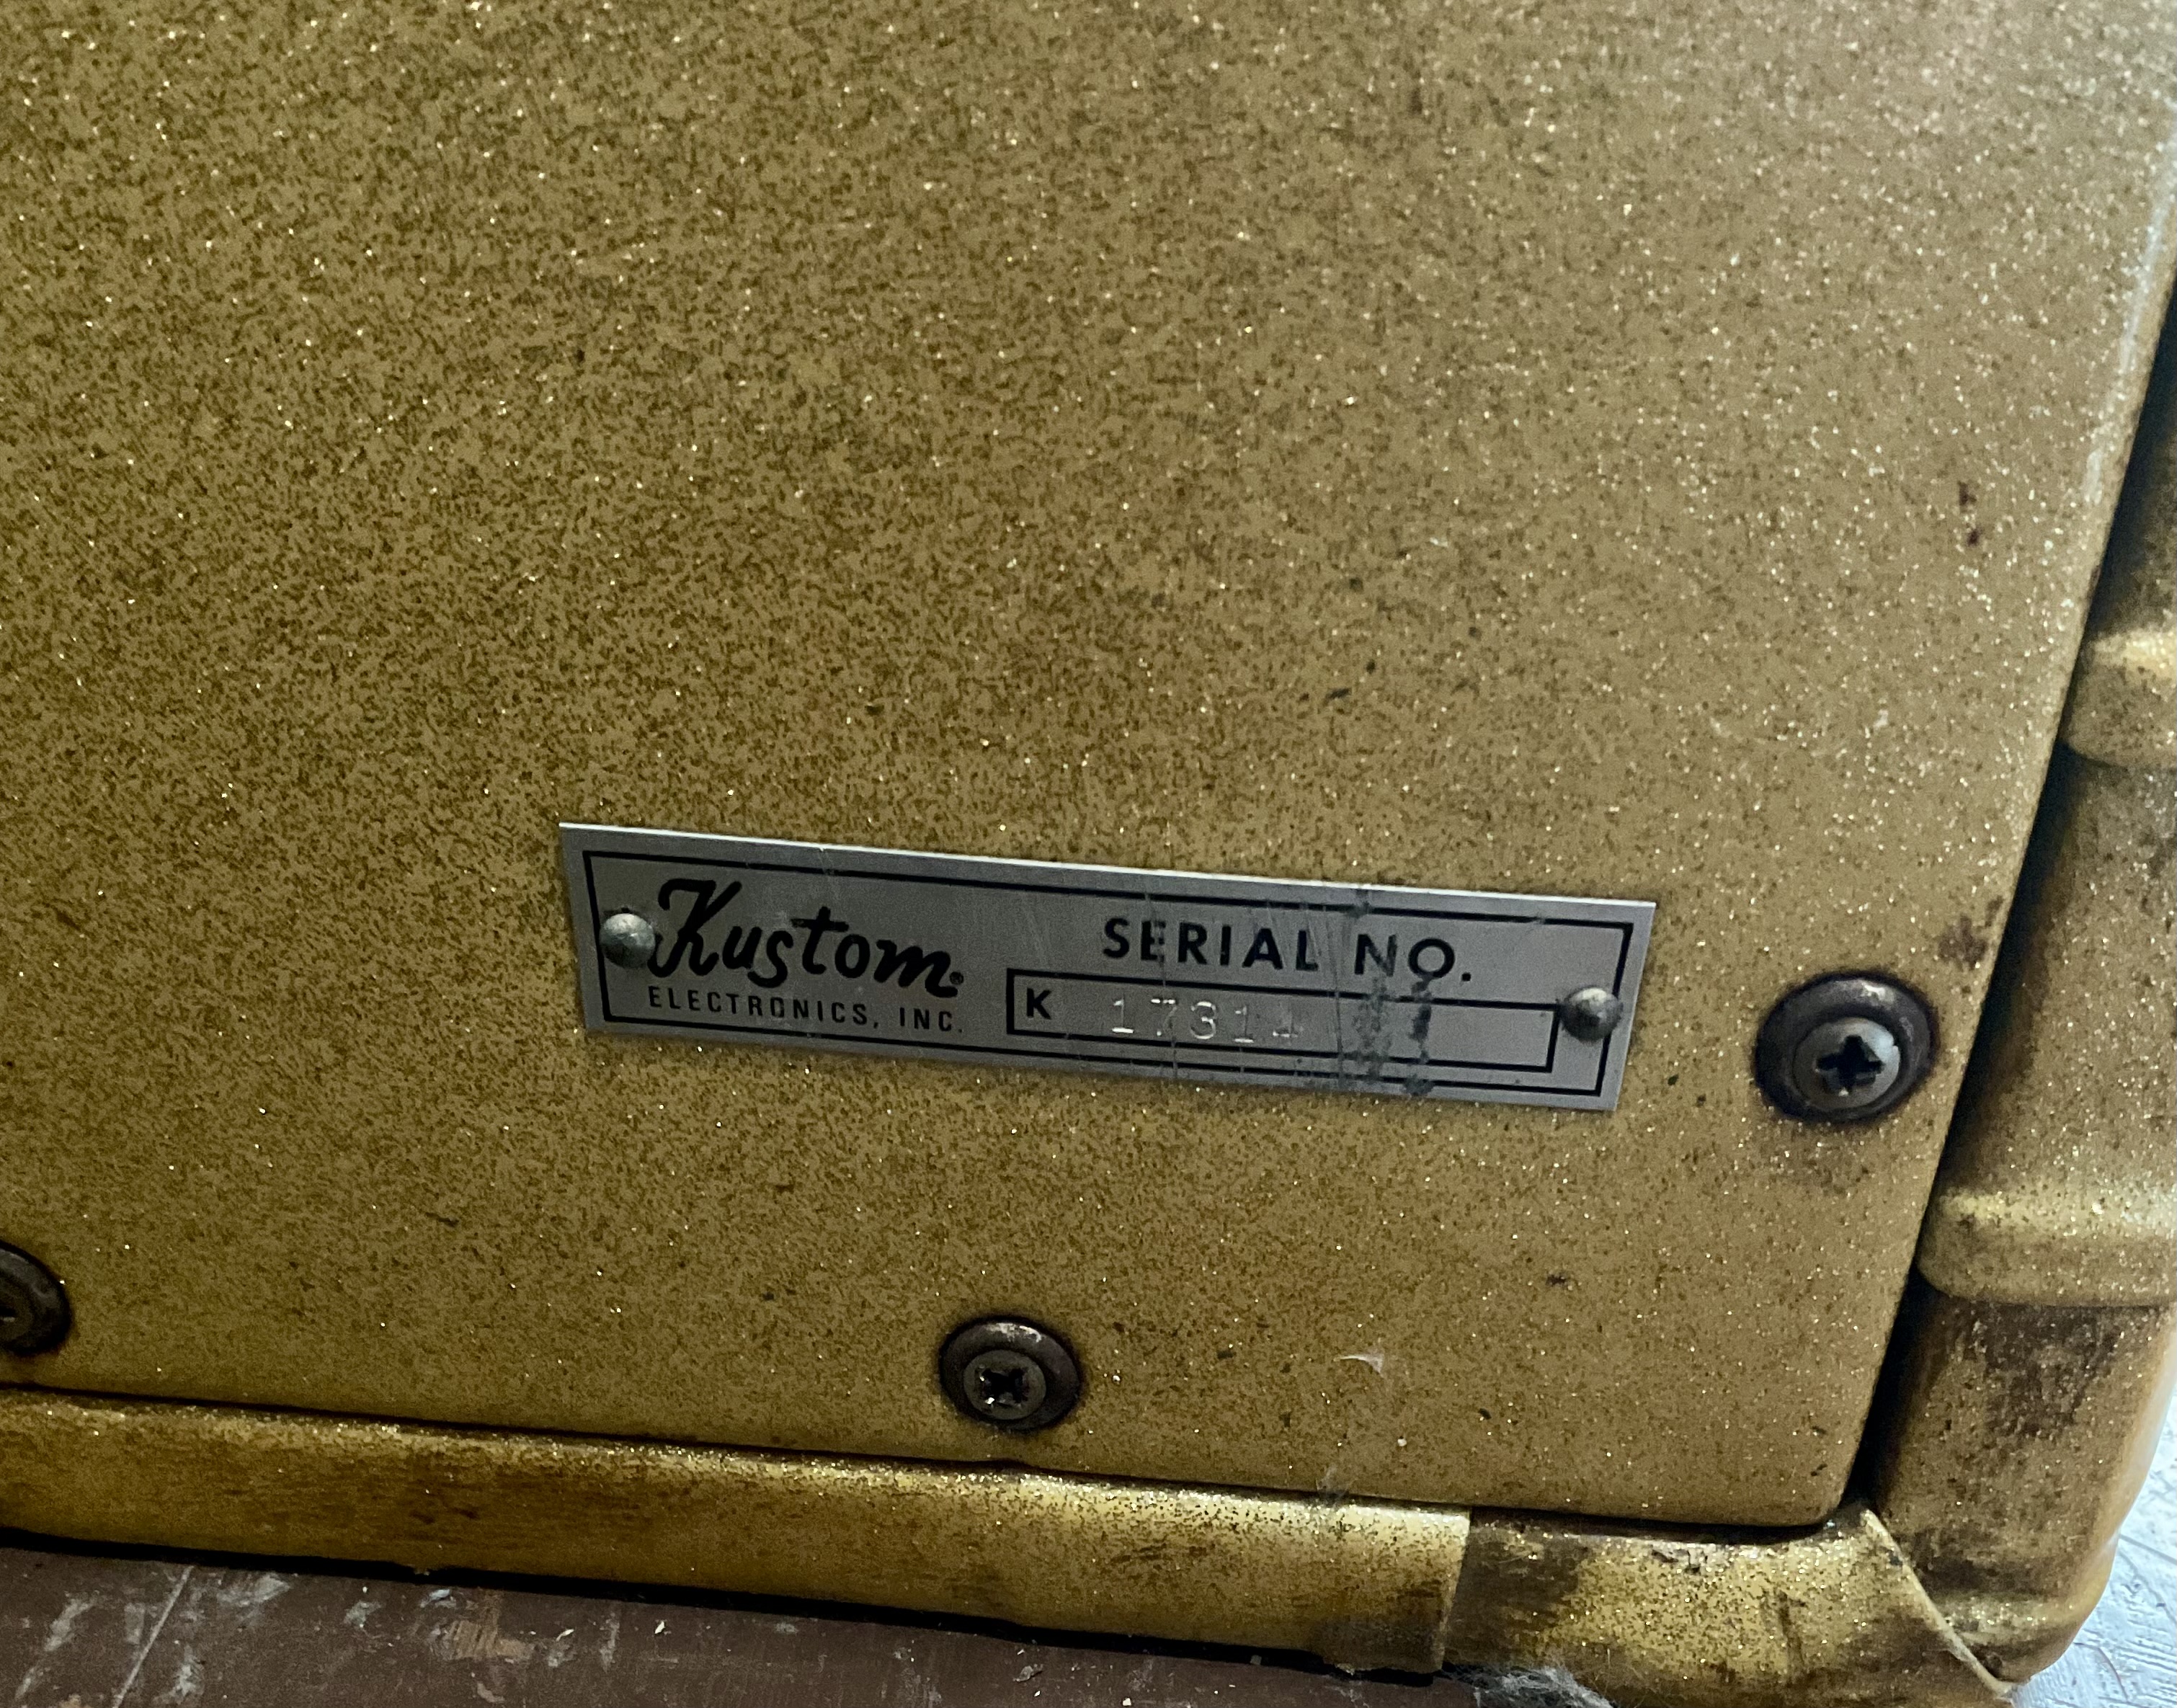 Kustom®
ELECTRONICS, INC.
SERIAL NO.
K 17314